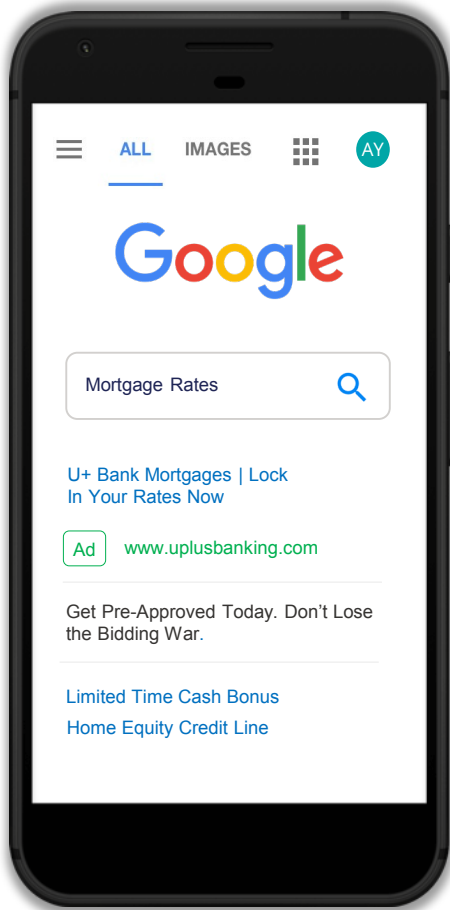 ALL IMAGES AY
Google
Mortgage Rates
U+ Bank Mortgages | Lock
In Your Rates Now
Ad www.uplusbanking.com
Get Pre-Approved Today. Don’t Lose
the Bidding War.
Limited Time Cash Bonus
Home Equity Credit Line